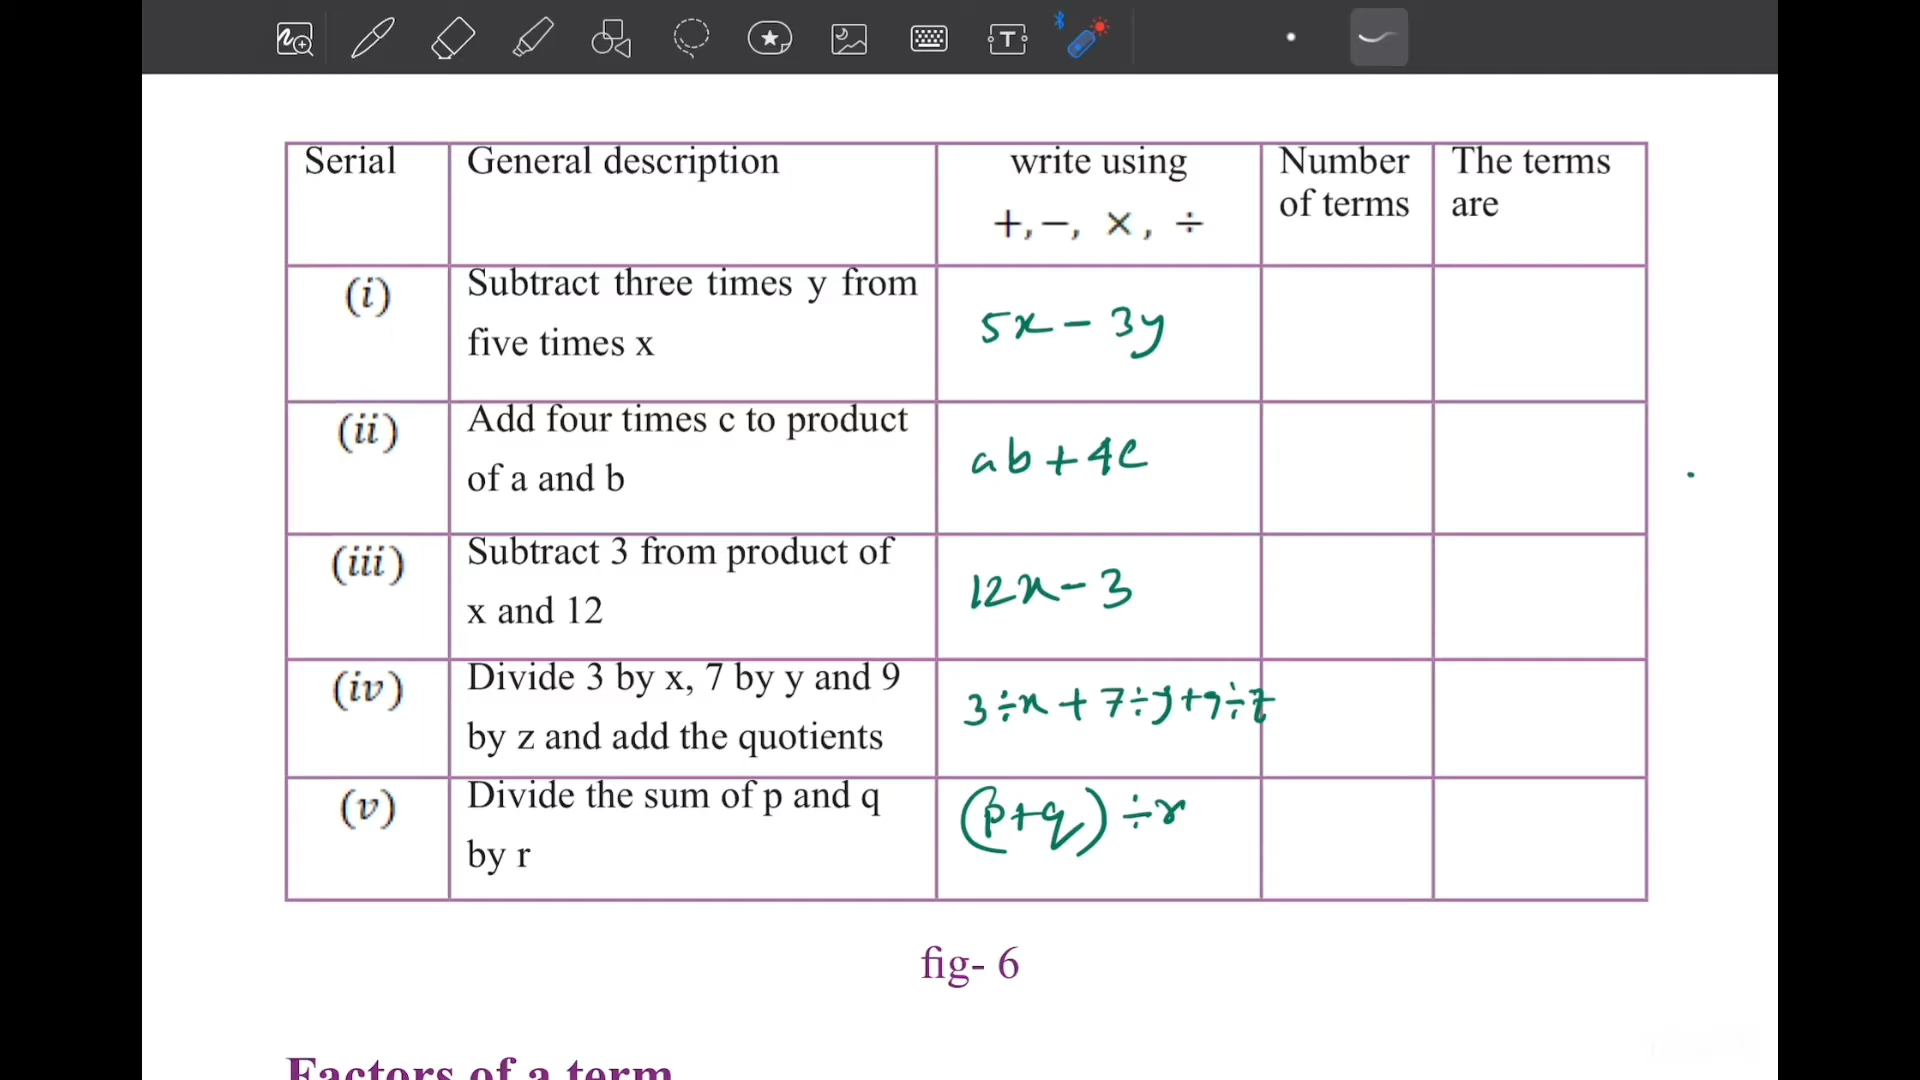 Serial
General description
write using
+,−, ×, ÷
Number
of terms
The terms
are
(i)
Subtract three times y from
five times x
5x − 3y
(ii)
Add four times c to product
of a and b
ab + 4c
(iii)
Subtract 3 from product of
x and 12
12x − 3
(iv)
Divide 3 by x, 7 by y and 9
by z and add the quotients
3÷x + 7÷y+9÷z
(v)
Divide the sum of p and q
by r
(p+q) ÷r
fig- 6
Factors of a term